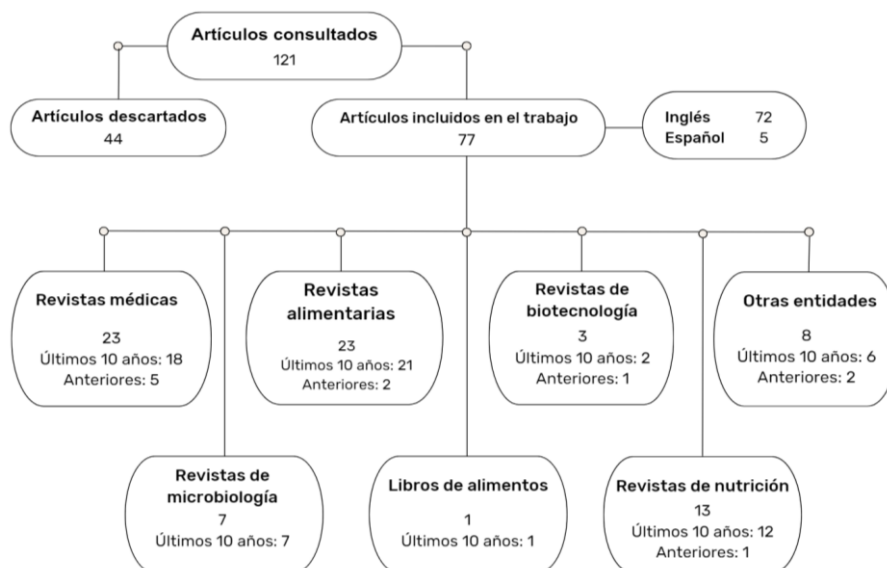 Artículos consultados
121
Artículos descartados
44
Artículos incluidos en el trabajo
77
Inglés 72
Español 5
Revistas médicas
23
Últimos 10 años: 18
Anteriores: 5
Revistas
alimentarias
23
Últimos 10 años: 21
Anteriores: 2
Revistas de
biotecnología
3
Últimos 10 años: 2
Anteriores: 1
Otras entidades
8
Últimos 10 años: 6
Anteriores: 2
Revistas de
microbiología
7
Últimos 10 años: 7
Libros de alimentos
1
Últimos 10 años: 1
Revistas de nutrición
13
Últimos 10 años: 12
Anteriores: 1